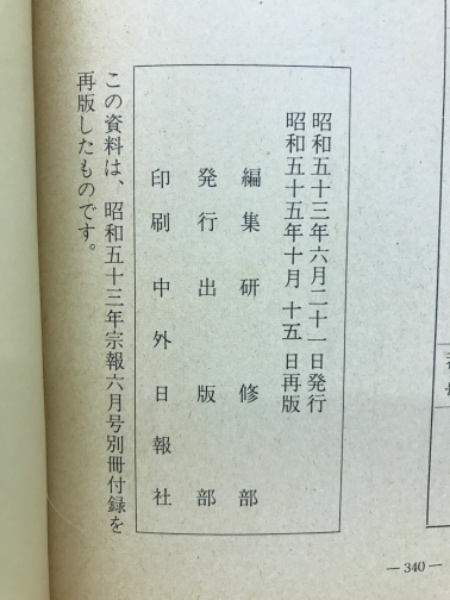 昭和五十三年六月二十一日発行
昭和五十五年十月十五日再版
編集研修部
発行出版部
印刷中外日報社
この資料は、昭和五十三年宗報六月号別冊付録を
再版したものです。
— 340 —